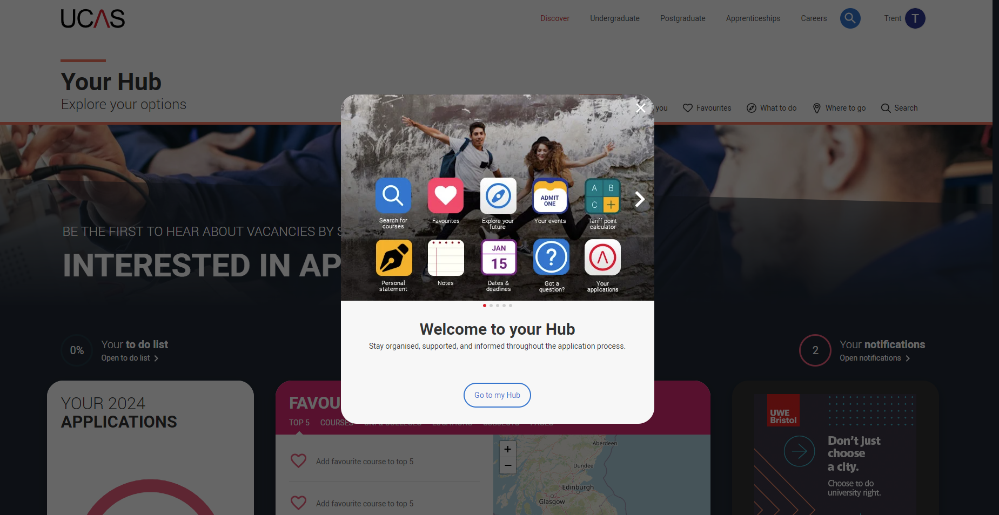 UCAS
Discover
Undergraduate
Postgraduate
Apprenticeships
Careers
Trent
T
Your Hub
Explore your options
you
Favourites
What to do
Where to go
Search
BE THE FIRST TO HEAR ABOUT VACANCIES BY S
INTERESTED IN AP
A B
C +
ADMIT
ONE
Search for
courses
Favourites
Explore your
future
Your events
Tariff point
calculator
JAN
15
?
Personal
statement
Notes
Dates &
deadlines
Got a
question?
Your
applications
Welcome to your Hub
Stay organised, supported, and informed throughout the application process.
Go to my Hub
0%
Your to do list
Open to do list
2
Your notifications
Open notifications
YOUR 2024
APPLICATIONS
FAVOU
TOP 5
COURSES
UNI & COLLEGES
LOCATIONS
SUBJECTS
PAGES
Add favourite course to top 5
Add favourite course to top 5
+
−
Aberdeen
Dundee
Edinburgh
Glasgow
UWE
Bristol
Don't just
choose
a city.
Choose to do
university right.